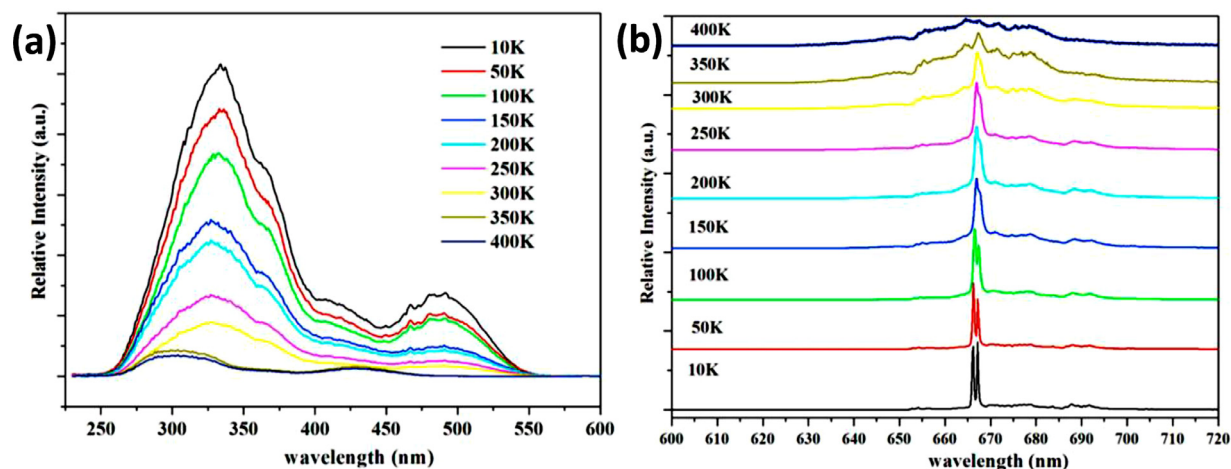 (a)
10K
50K
100K
150K
200K
250K
300K
350K
400K
Relative Intensity (a.u.)
250 300 350 400 450 500 550 600
wavelength (nm)
(b)
400K
350K
300K
250K
200K
150K
100K
50K
10K
Relative Intensity (a.u.)
600 610 620 630 640 650 660 670 680 690 700 710 720
wavelength (nm)